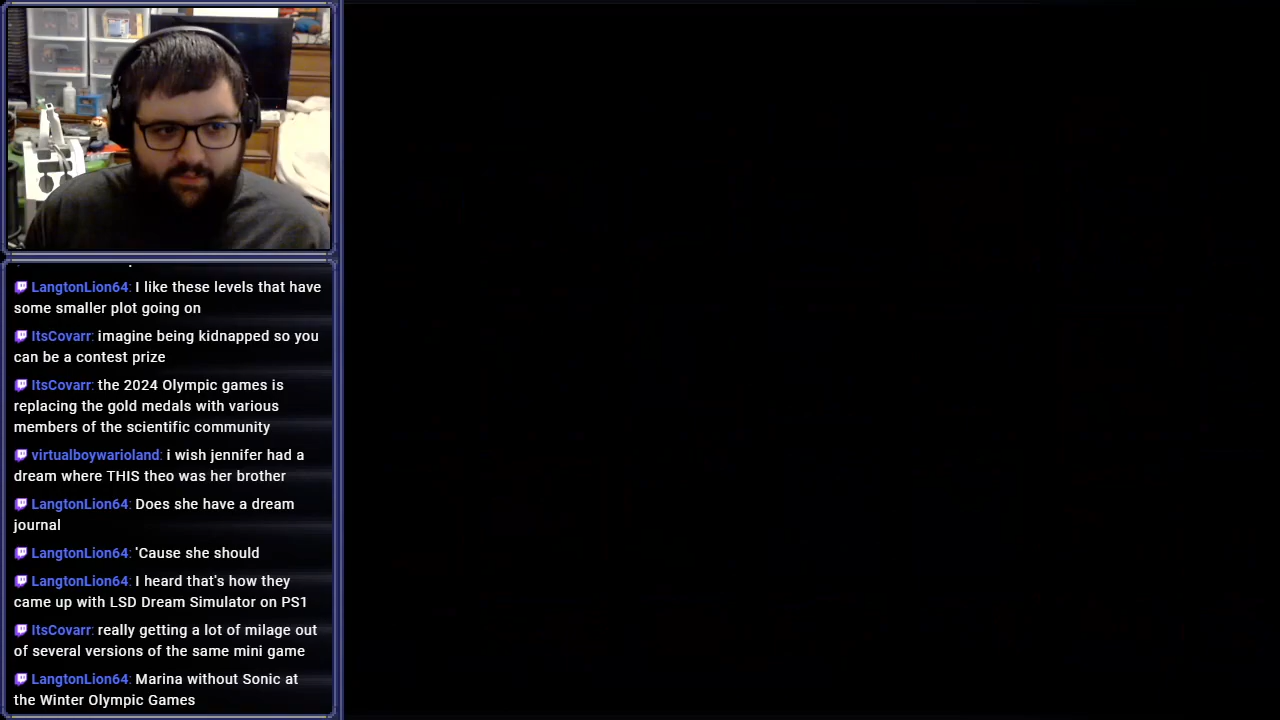 LangtonLion64: I like these levels that have
some smaller plot going on
ItsCovarr: imagine being kidnapped so you
can be a contest prize
ItsCovarr: the 2024 Olympic games is
replacing the gold medals with various
members of the scientific community
virtualboywarioland: i wish jennifer had a
dream where THIS theo was her brother
LangtonLion64: Does she have a dream
journal
LangtonLion64: 'Cause she should
LangtonLion64: I heard that's how they
came up with LSD Dream Simulator on PS1
ItsCovarr: really getting a lot of milage out
of several versions of the same mini game
LangtonLion64: Marina without Sonic at
the Winter Olympic Games